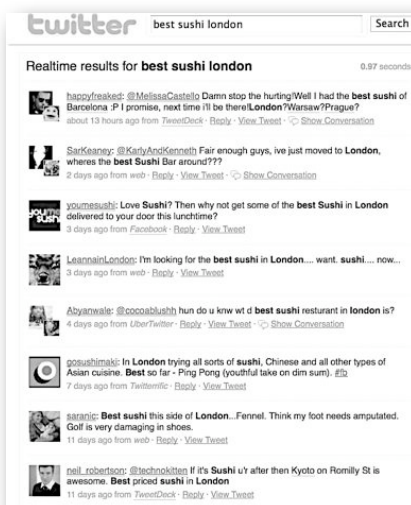 twitter
best sushi london
Search
Realtime results for best sushi london
0.97 seconds
happyfreaked: @MelissaCastello Damn stop the hurting!Well I had the best sushi of
Barcelona :P I promise, next time i'll be there!London?Warsaw?Prague?
about 13 hours ago from TweetDeck · Reply · View Tweet · Show Conversation
SarKeaney: @KarlyAndKenneth Fair enough guys, ive just moved to London,
wheres the best Sushi Bar around???
2 days ago from web · Reply · View Tweet · Show Conversation
youmesushi: Love Sushi? Then why not get some of the best Sushi in London
delivered to your door this lunchtime?
3 days ago from Facebook · Reply · View Tweet
LeannainLondon: I'm looking for the best sushi in London.... want. sushi.... now...
3 days ago from web · Reply · View Tweet
Abyanwale: @cocoablushh hun do u knw wt d best sushi resturant in london is?
4 days ago from UberTwitter · Reply · View Tweet · Show Conversation
gosushimaki: In London trying all sorts of sushi, Chinese and all other types of
Asian cuisine. Best so far - Ping Pong (youthful take on dim sum). #fb
7 days ago from Twitterrific · Reply · View Tweet
saranic: Best sushi this side of London...Fennel. Think my foot needs amputated.
Golf is very damaging in shoes.
11 days ago from web · Reply · View Tweet
neil_robertson: @technokitten If it's Sushi u'r after then Kyoto on Romilly St is
awesome. Best priced sushi in London
11 days ago from TweetDeck · Reply · View Tweet